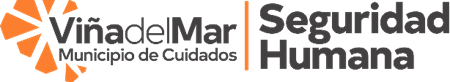 ViñadelMar
Municipio de Cuidados
Seguridad
Humana